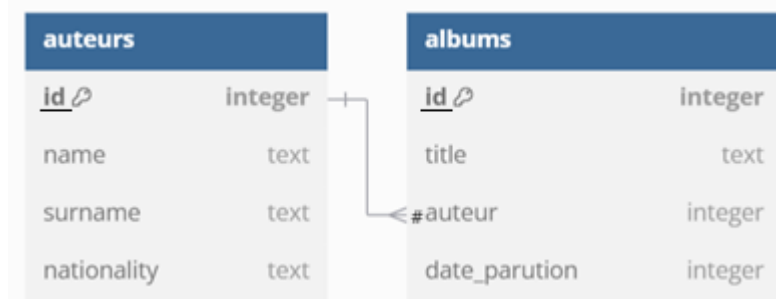 auteurs
id integer
name text
surname text
nationality text
albums
id integer
title text
#auteur integer
date_parution integer